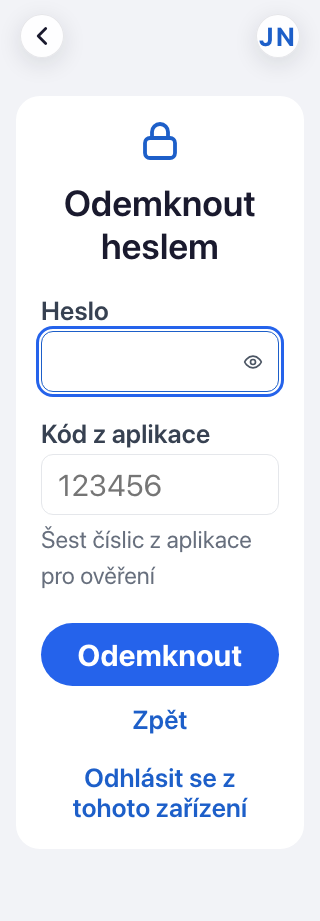 JN
Odemknout
heslem
Heslo
Kód z aplikace
123456
Šest číslic z aplikace
pro ověření
Odemknout
Zpět
Odhlásit se z
tohoto zařízení